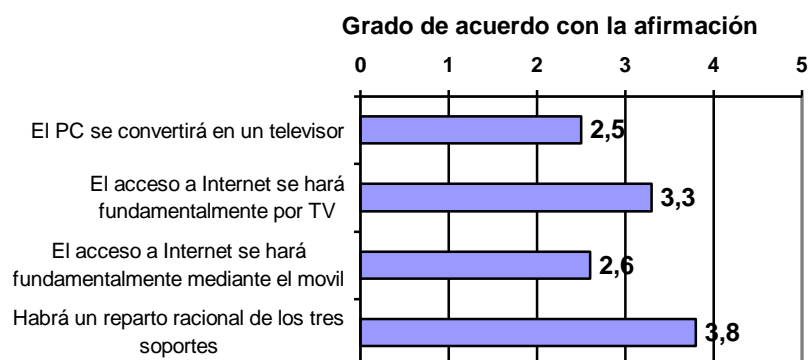 Grado de acuerdo con la afirmación
0 1 2 3 4 5
El PC se convertirá en un televisor 2,5
El acceso a Internet se hará
fundamentalmente por TV 3,3
El acceso a Internet se hará
fundamentalmente mediante el movil 2,6
Habrá un reparto racional de los tres
soportes 3,8